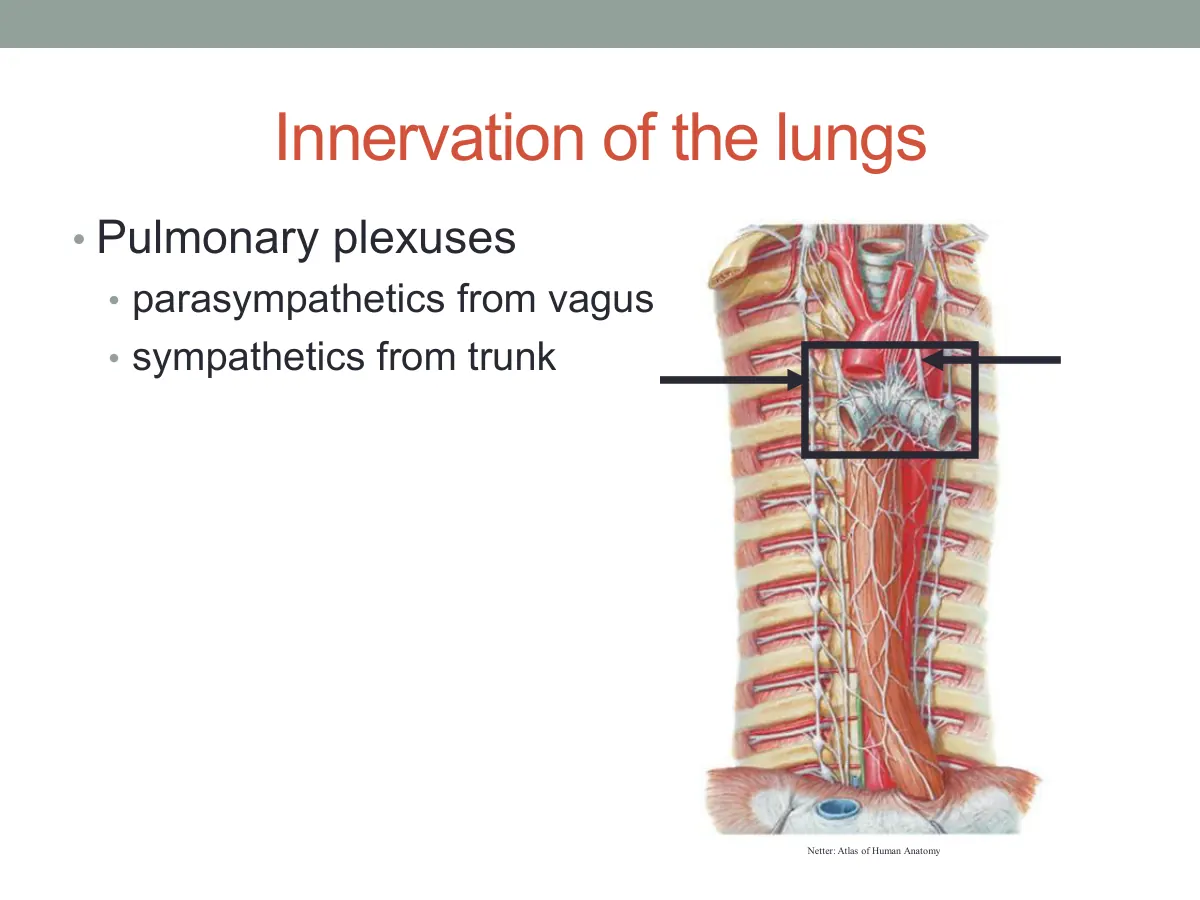 Innervation of the lungs
• Pulmonary plexuses
• parasympathetics from vagus
• sympathetics from trunk
Netter: Atlas of Human Anatomy